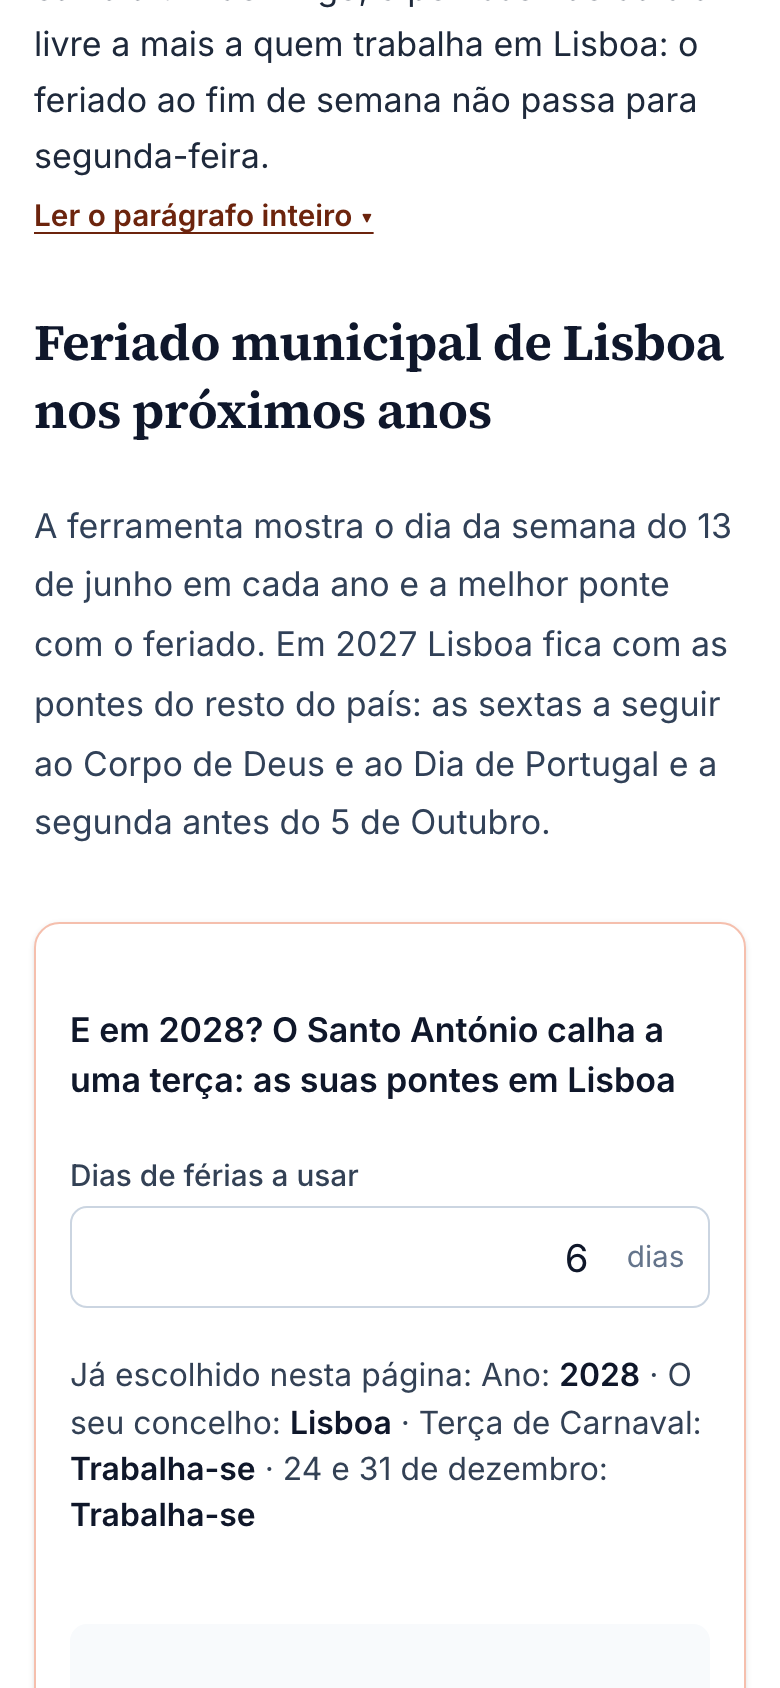 livre a mais a quem trabalha em Lisboa: o
feriado ao fim de semana não passa para
segunda-feira.
Ler o parágrafo inteiro ▾
Feriado municipal de Lisboa
nos próximos anos
A ferramenta mostra o dia da semana do 13
de junho em cada ano e a melhor ponte
com o feriado. Em 2027 Lisboa fica com as
pontes do resto do país: as sextas a seguir
ao Corpo de Deus e ao Dia de Portugal e a
segunda antes do 5 de Outubro.
E em 2028? O Santo António calha a
uma terça: as suas pontes em Lisboa
Dias de férias a usar
6 dias
Já escolhido nesta página: Ano: 2028 · O
seu concelho: Lisboa · Terça de Carnaval:
Trabalha-se · 24 e 31 de dezembro:
Trabalha-se